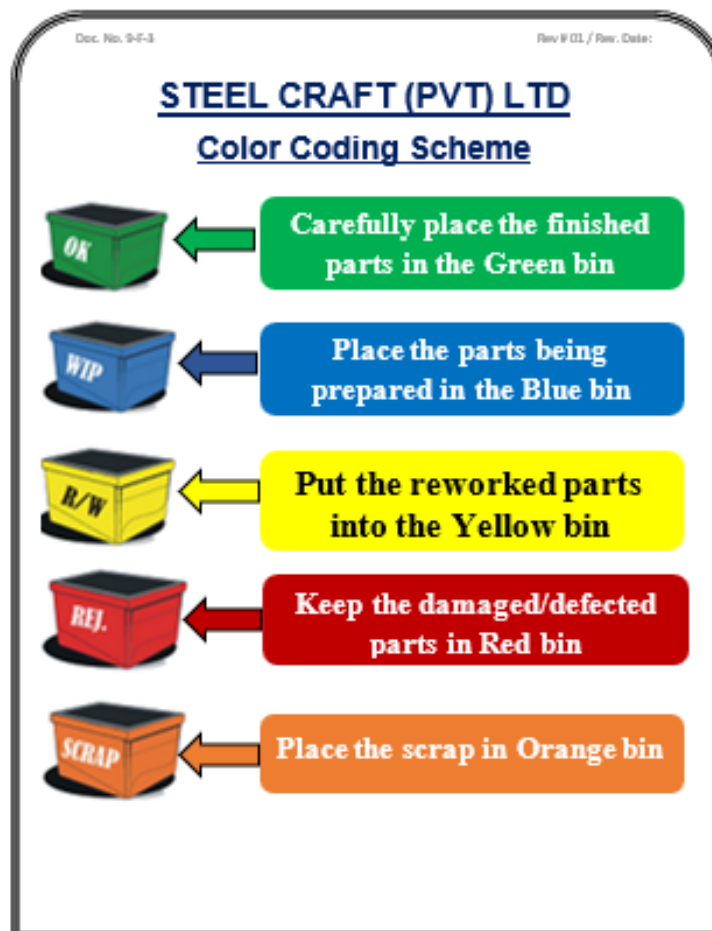 Doc. No. 9-F-3
Rev # 01 / Rev. Date:
STEEL CRAFT (PVT) LTD
Color Coding Scheme
OK
Carefully place the finished
parts in the Green bin
WIP
Place the parts being
prepared in the Blue bin
R/W
Put the reworked parts
into the Yellow bin
REJ.
Keep the damaged/defected
parts in Red bin
SCRAP
Place the scrap in Orange bin